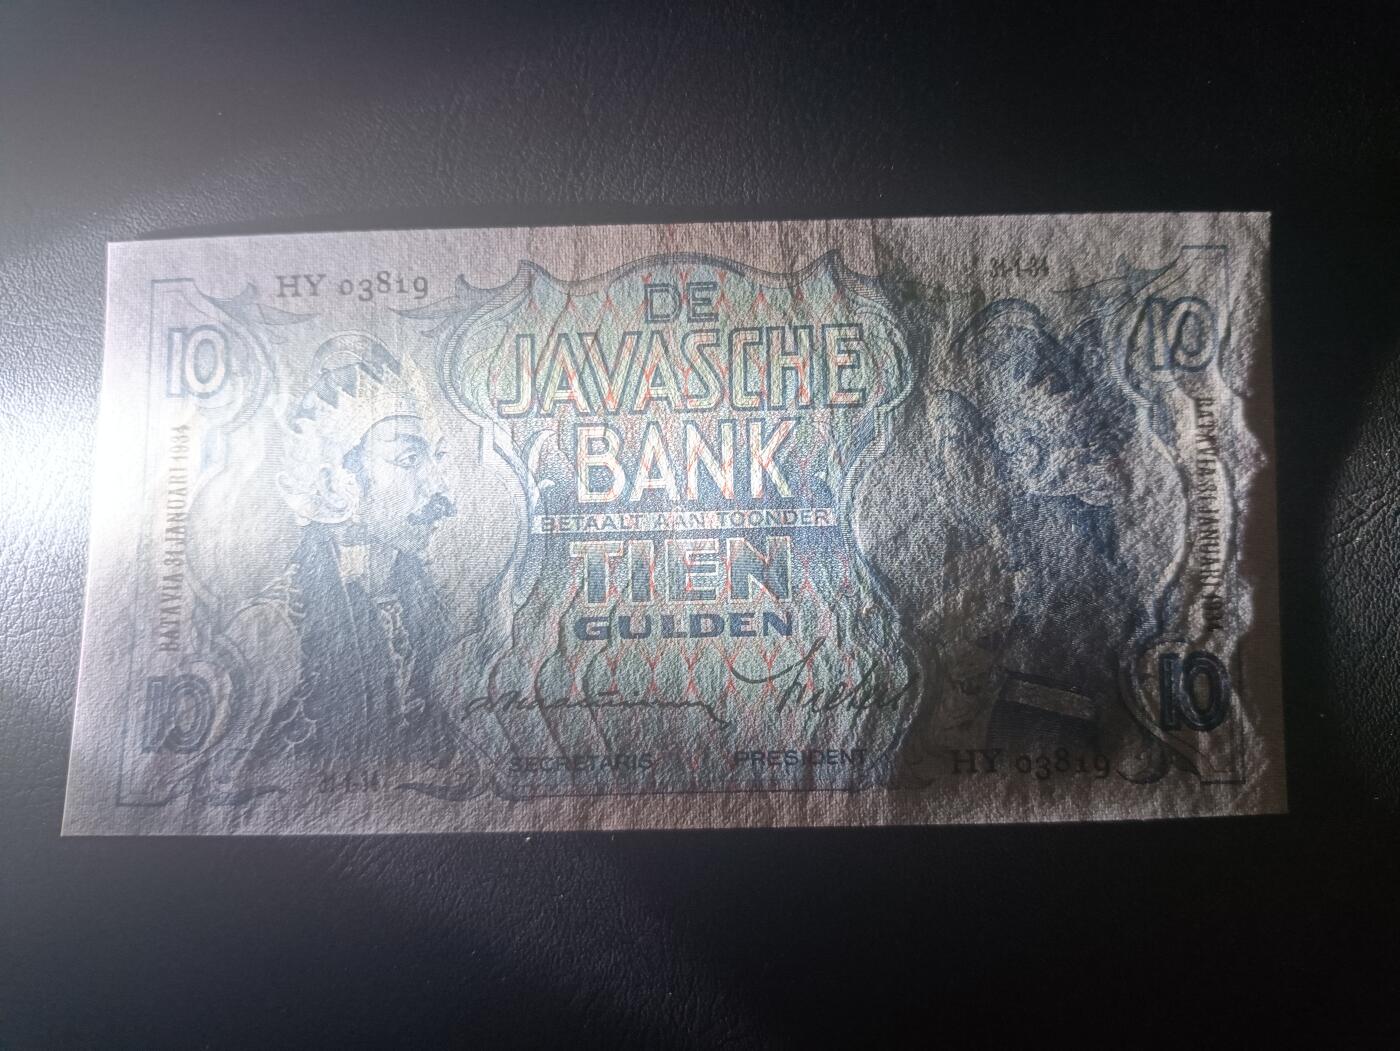 HY 03819
31-1-34
10
10
DE
JAVASCHE
BANK
BETAALT AAN TOONDER
TIEN
GULDEN
BATAVIA 31 JANUARI 1934
BATAVIA 31 JANUARI 1934
10
10
SECRETARIS PRESIDENT
31-1-34
HY 03819